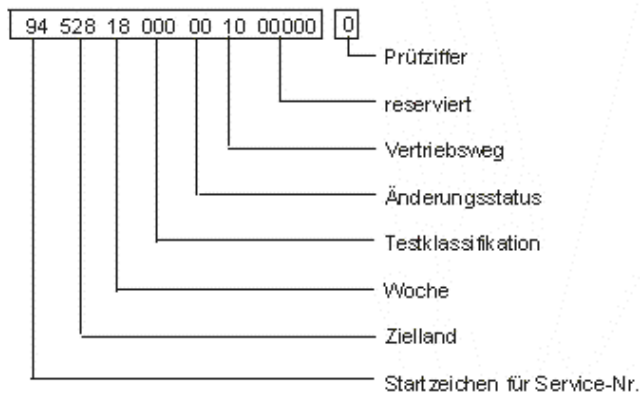 94 528 18 000 00 10 00000 0
Prüfziffer
reserviert
Vertriebsweg
Änderungsstatus
Testklassifikation
Woche
Zielland
Startzeichen für Service-Nr.